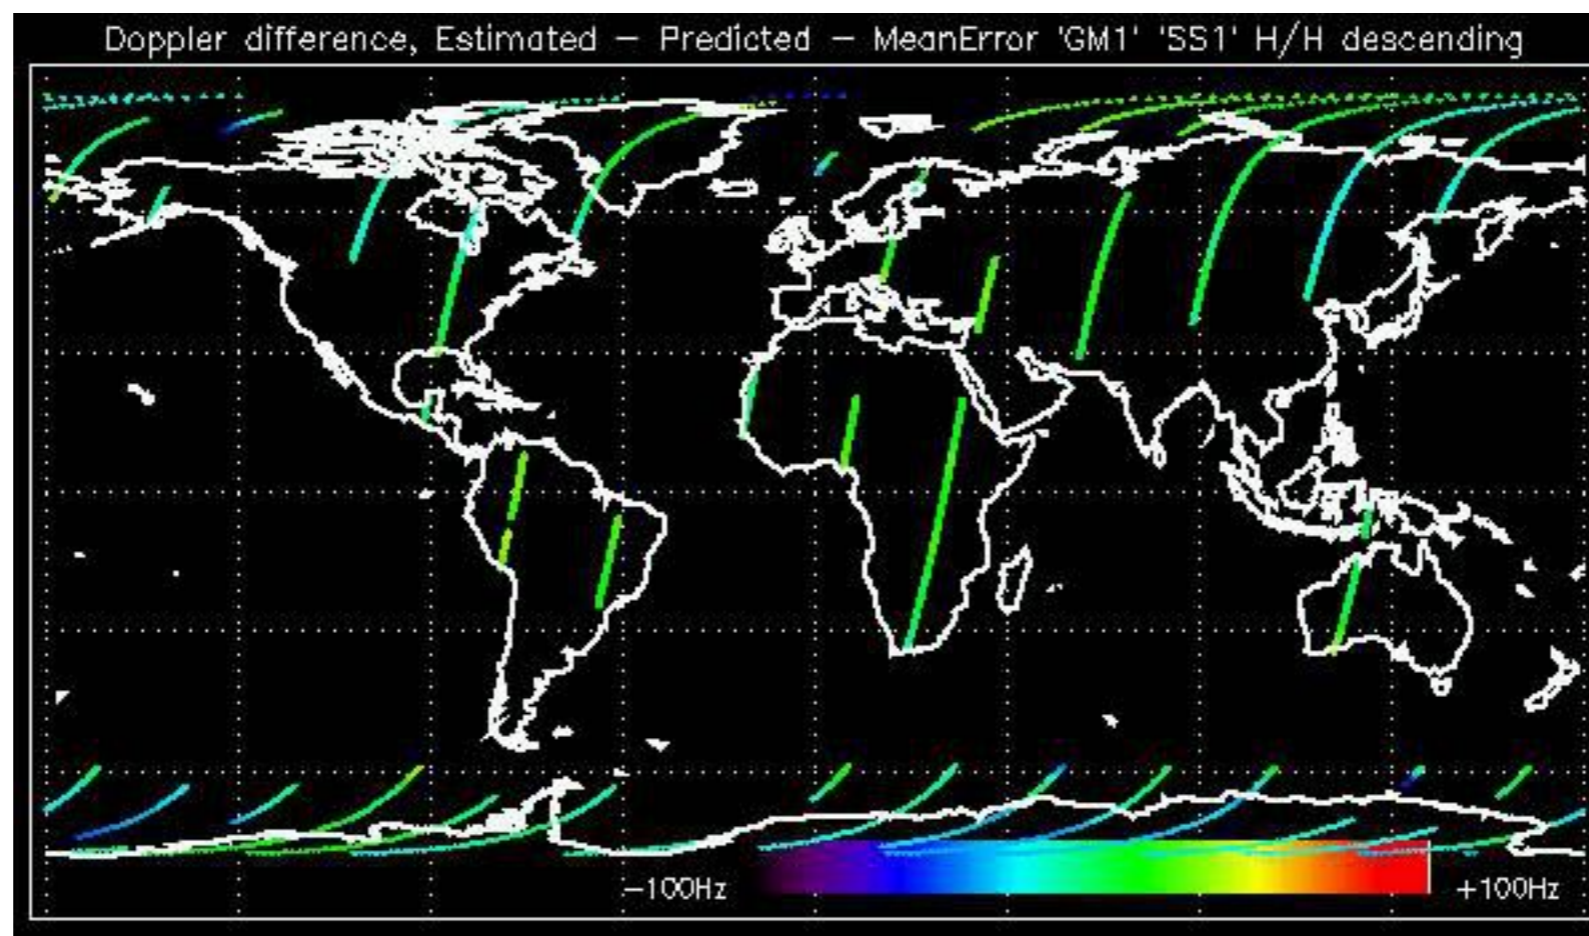 Doppler difference, Estimated — Predicted — MeanError 'GM1' 'SS1' H/H descending
—100Hz
+100Hz